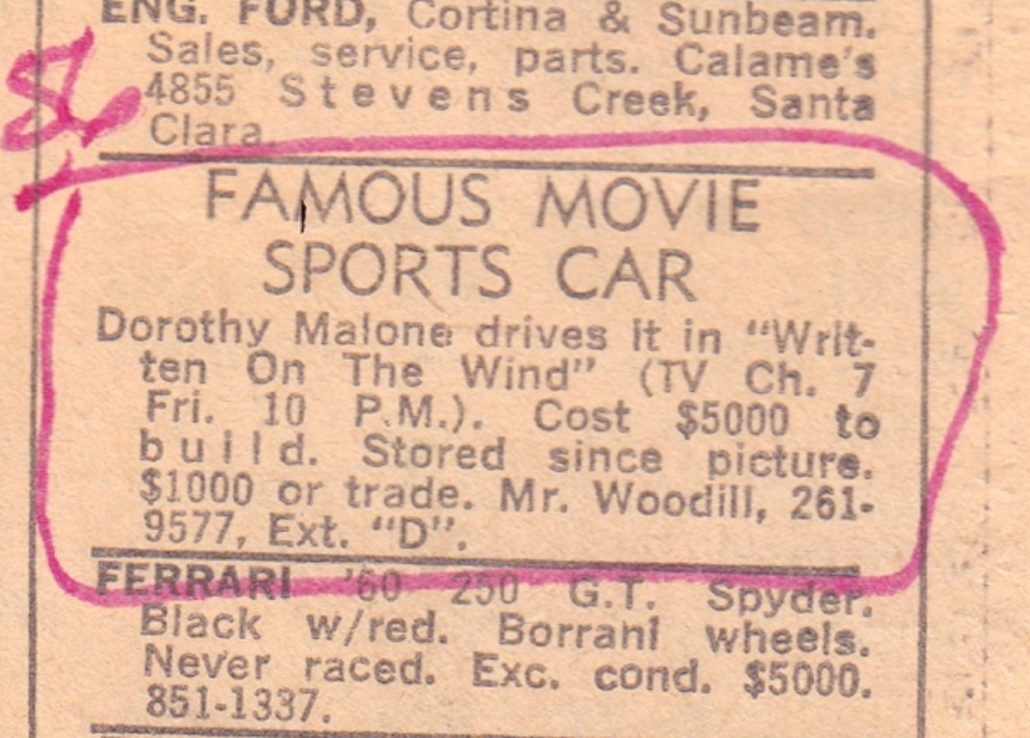 ENG. FORD, Cortina & Sunbeam.
Sales, service, parts. Calame's
4855 Stevens Creek, Santa
Clara.
FAMOUS MOVIE
SPORTS CAR
Dorothy Malone drives it in "Writ-
ten On The Wind" (TV Ch. 7
Fri. 10 P.M.). Cost $5000 to
build. Stored since picture.
$1000 or trade. Mr. Woodill, 261-
9577, Ext. "D".
FERRARI '60 250 G.T. Spyder.
Black w/red. Borrani wheels.
Never raced. Exc. cond. $5000.
851-1337.